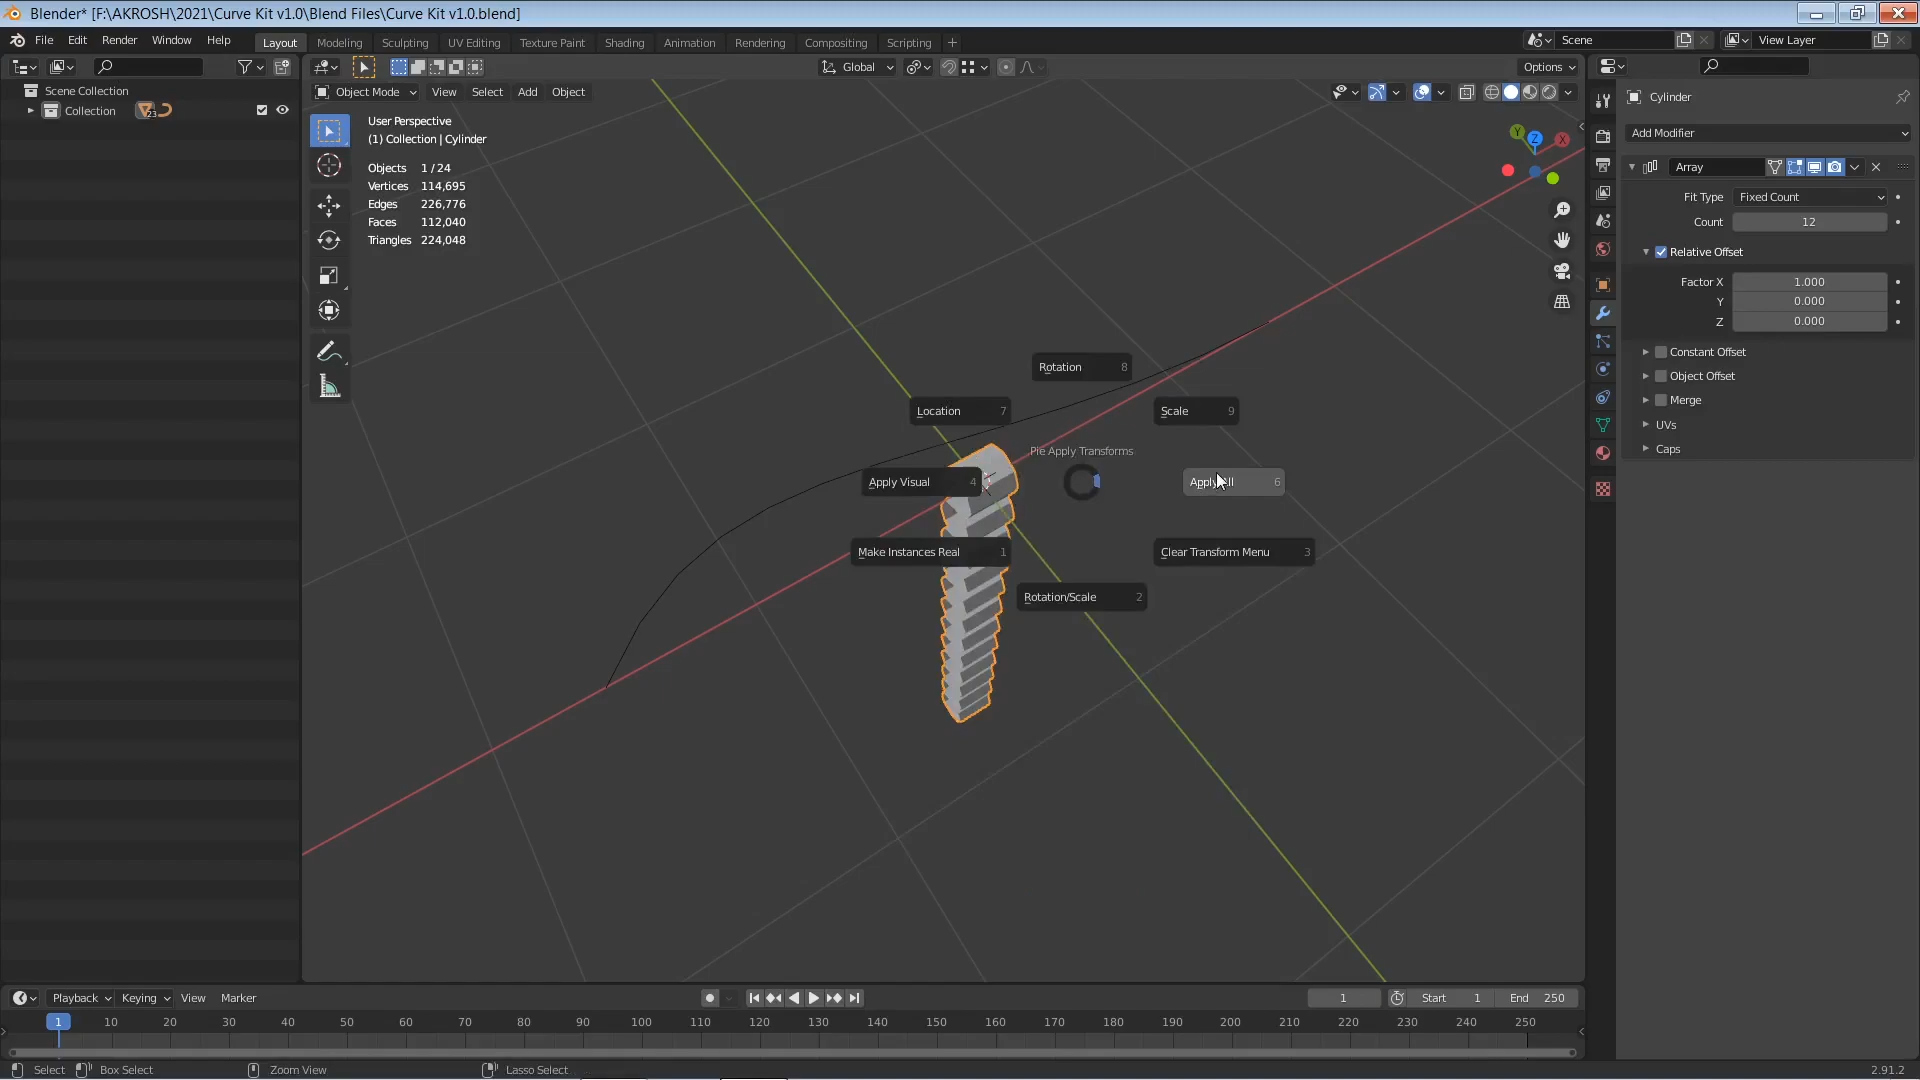 Blender* [F:\AKROSH\2021\Curve Kit v1.0\Blend Files\Curve Kit v1.0.blend]
File Edit Render Window Help Layout Modeling Sculpting UV Editing Texture Paint Shading Animation Rendering Compositing Scripting + Scene View Layer
Global Options
Object Mode View Select Add Object
Scene Collection
Collection 23
User Perspective
(1) Collection | Cylinder
Objects 1 / 24
Vertices 114,695
Edges 226,776
Faces 112,040
Triangles 224,048
Y Z X
Rotation 8
Location 7
Scale 9
Pie Apply Transforms
Apply Visual 4
Apply All 6
Make Instances Real 1
Clear Transform Menu 3
Rotation/Scale 2
Cylinder
Add Modifier
Array
Fit Type Fixed Count
Count 12
Relative Offset
Factor X 1.000
Y 0.000
Z 0.000
Constant Offset
Object Offset
Merge
UVs
Caps
Playback Keying View Marker 1 Start 1 End 250
1 10 20 30 40 50 60 70 80 90 100 110 120 130 140 150 160 170 180 190 200 210 220 230 240 250
Select Box Select Zoom View Lasso Select 2.91.2